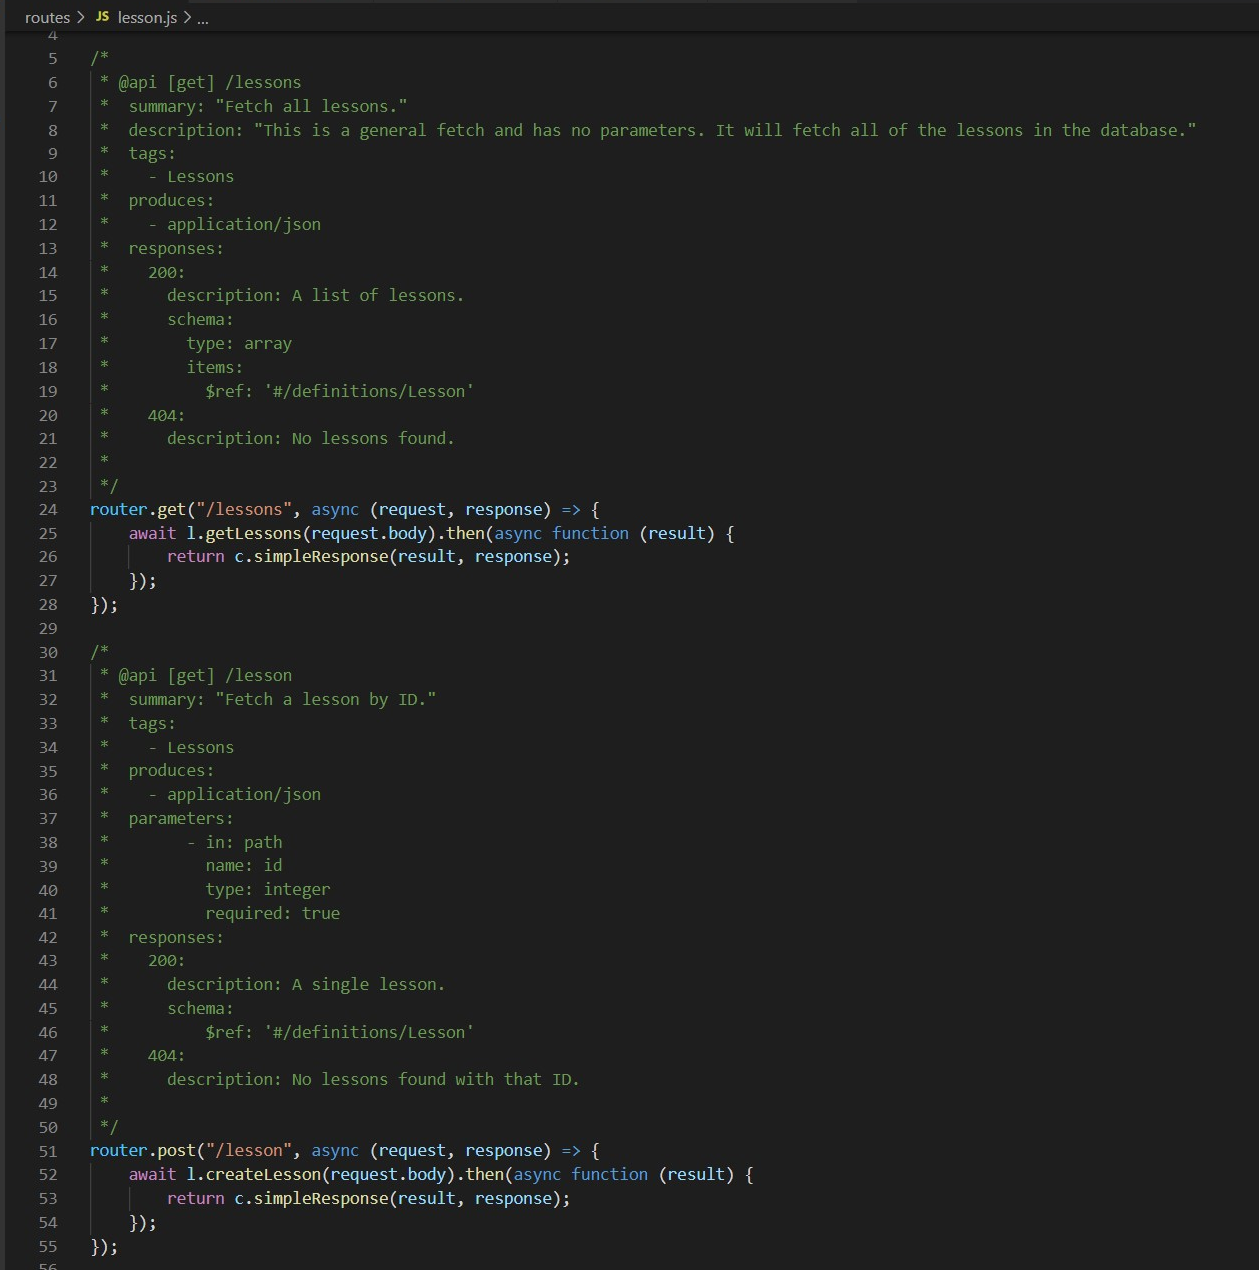 routes > JS lesson.js > ...
4
5 /*
6  * @api [get] /lessons
7  *  summary: "Fetch all lessons."
8  *  description: "This is a general fetch and has no parameters. It will fetch all of the lessons in the database."
9  *  tags:
10  *    - Lessons
11  *  produces:
12  *    - application/json
13  *  responses:
14  *    200:
15  *      description: A list of lessons.
16  *      schema:
17  *        type: array
18  *        items:
19  *          $ref: '#/definitions/Lesson'
20  *    404:
21  *      description: No lessons found.
22  *
23  */
24 router.get("/lessons", async (request, response) => {
25     await l.getLessons(request.body).then(async function (result) {
26         return c.simpleResponse(result, response);
27     });
28 });
29
30 /*
31  * @api [get] /lesson
32  *  summary: "Fetch a lesson by ID."
33  *  tags:
34  *    - Lessons
35  *  produces:
36  *    - application/json
37  *  parameters:
38  *        - in: path
39  *          name: id
40  *          type: integer
41  *          required: true
42  *  responses:
43  *    200:
44  *      description: A single lesson.
45  *      schema:
46  *          $ref: '#/definitions/Lesson'
47  *    404:
48  *      description: No lessons found with that ID.
49  *
50  */
51 router.post("/lesson", async (request, response) => {
52     await l.createLesson(request.body).then(async function (result) {
53         return c.simpleResponse(result, response);
54     });
55 });
56